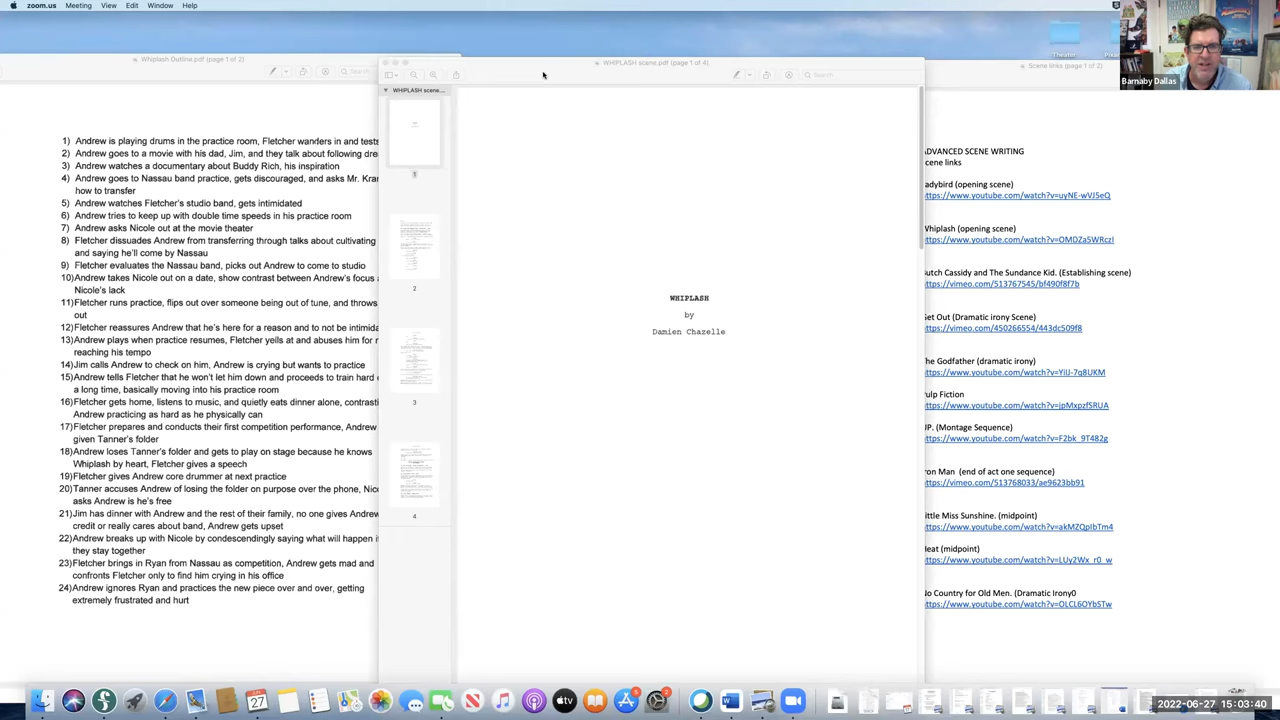 zoom.us Meeting View Edit Window Help
Whiplash Outline.pdf (page 1 of 2)
Search
1) Andrew is playing drums in the practice room, Fletcher wanders in and tests
2) Andrew goes to a movie with his dad, Jim, and they talk about following dre
3) Andrew watches a documentary about Buddy Rich, his inspiration
4) Andrew goes to Nassau band practice, gets discouraged, and asks Mr. Kra
how to transfer
5) Andrew watches Fletcher's studio band, gets intimidated
6) Andrew tries to keep up with double time speeds in his practice room
7) Andrew asks Nicole out at the movie theater
8) Fletcher dissuades Andrew from transferring through talks about cultivating
and saying he'll come by Nassau
9) Fletcher evaluates the Nassau band, picks out Andrew to come to studio
10)Andrew takes Nicole out on a date, show contrast between Andrew's focus
Nicole's lack
11)Fletcher runs practice, flips out over someone being out of tune, and throws
out
12)Fletcher reassures Andrew that he's here for a reason and to not be intimida
13)Andrew plays when practice resumes, Fletcher yells at and abuses him for
reaching his tempo
14)Jim calls Andrew to check on him, Andrew is crying but wants to practice
15)Andrew tells Fletcher that he won't let him down and proceeds to train hard
a long time, basically moving into his practice room
16)Fletcher gets home, listens to music, and quietly eats dinner alone, contrasti
Andrew practicing as hard as he physically can
17)Fletcher prepares and conducts their first competition performance, Andrew
given Tanner's folder
18)Andrew loses Tanner's folder and gets to play on stage because he knows
Whiplash by heart, Fletcher gives a speech
19)Fletcher gives Andrew core drummer at next practice
20)Tanner accuses Andrew of losing the folder on purpose over the phone, Nic
asks Andrew is he's free
21)Jim has dinner with Andrew and the rest of their family, no one gives Andrew
credit or really cares about band, Andrew gets upset
22)Andrew breaks up with Nicole by condescendingly saying what will happen i
they stay together
23)Fletcher brings in Ryan from Nassau as competition, Andrew gets mad and
confronts Fletcher only to find him crying in his office
24)Andrew ignores Ryan and practices the new piece over and over, getting
extremely frustrated and hurt
WHIPLASH scene.pdf (page 1 of 4)
Search
WHIPLASH scene....
1
2
3
4
WHIPLASH
by
Damien Chazelle
Theater
Scene links (page 1 of 2)
Barnaby Dallas
ADVANCED SCENE WRITING
cene links
adybird (opening scene)
ttps://www.youtube.com/watch?v=uyNE-wVJ5eQ
Whiplash (opening scene)
ttps://www.youtube.com/watch?v=OMDZa5WRczI
utch Cassidy and The Sundance Kid. (Establishing scene)
ttps://vimeo.com/513767545/bf490f8f7b
et Out (Dramatic irony Scene)
ttps://vimeo.com/450266554/443dc509f8
he Godfather (dramatic irony)
ttps://www.youtube.com/watch?v=YiIJ-7q8UKM
ulp Fiction
ttps://www.youtube.com/watch?v=jpMxpzfSRUA
UP. (Montage Sequence)
ttps://www.youtube.com/watch?v=F2bk_9T482g
ron Man (end of act one sequence)
ttps://vimeo.com/513768033/ae9623bb91
ittle Miss Sunshine. (midpoint)
ttps://www.youtube.com/watch?v=akMZQpIbTm4
Heat (midpoint)
ttps://www.youtube.com/watch?v=LUy2Wx_r0_w
No Country for Old Men. (Dramatic Irony0
ttps://www.youtube.com/watch?v=OLCL6OYbSTw
2022-06-27 15:03:40